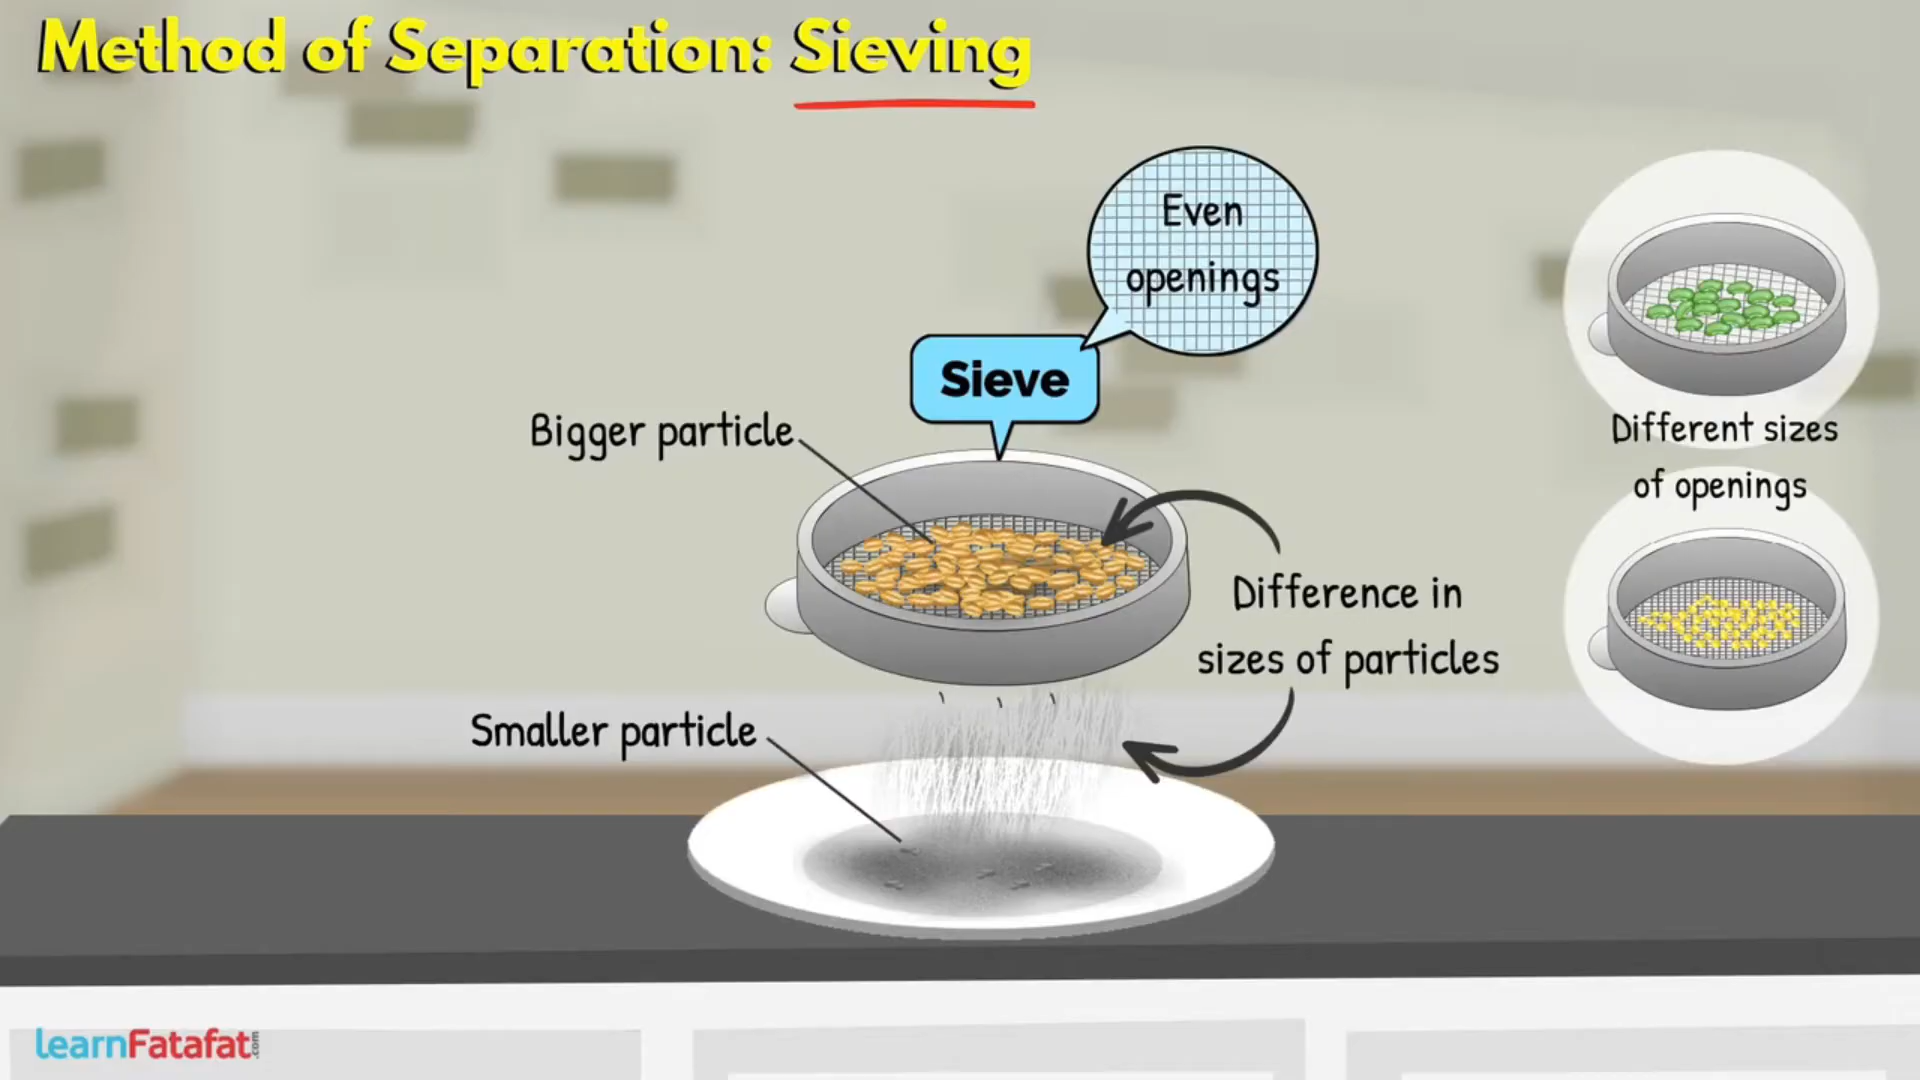 Method of Separation: Sieving
Even
openings
Sieve
Bigger particle
Different sizes
of openings
Difference in
sizes of particles
Smaller particle
learnFatafat.com